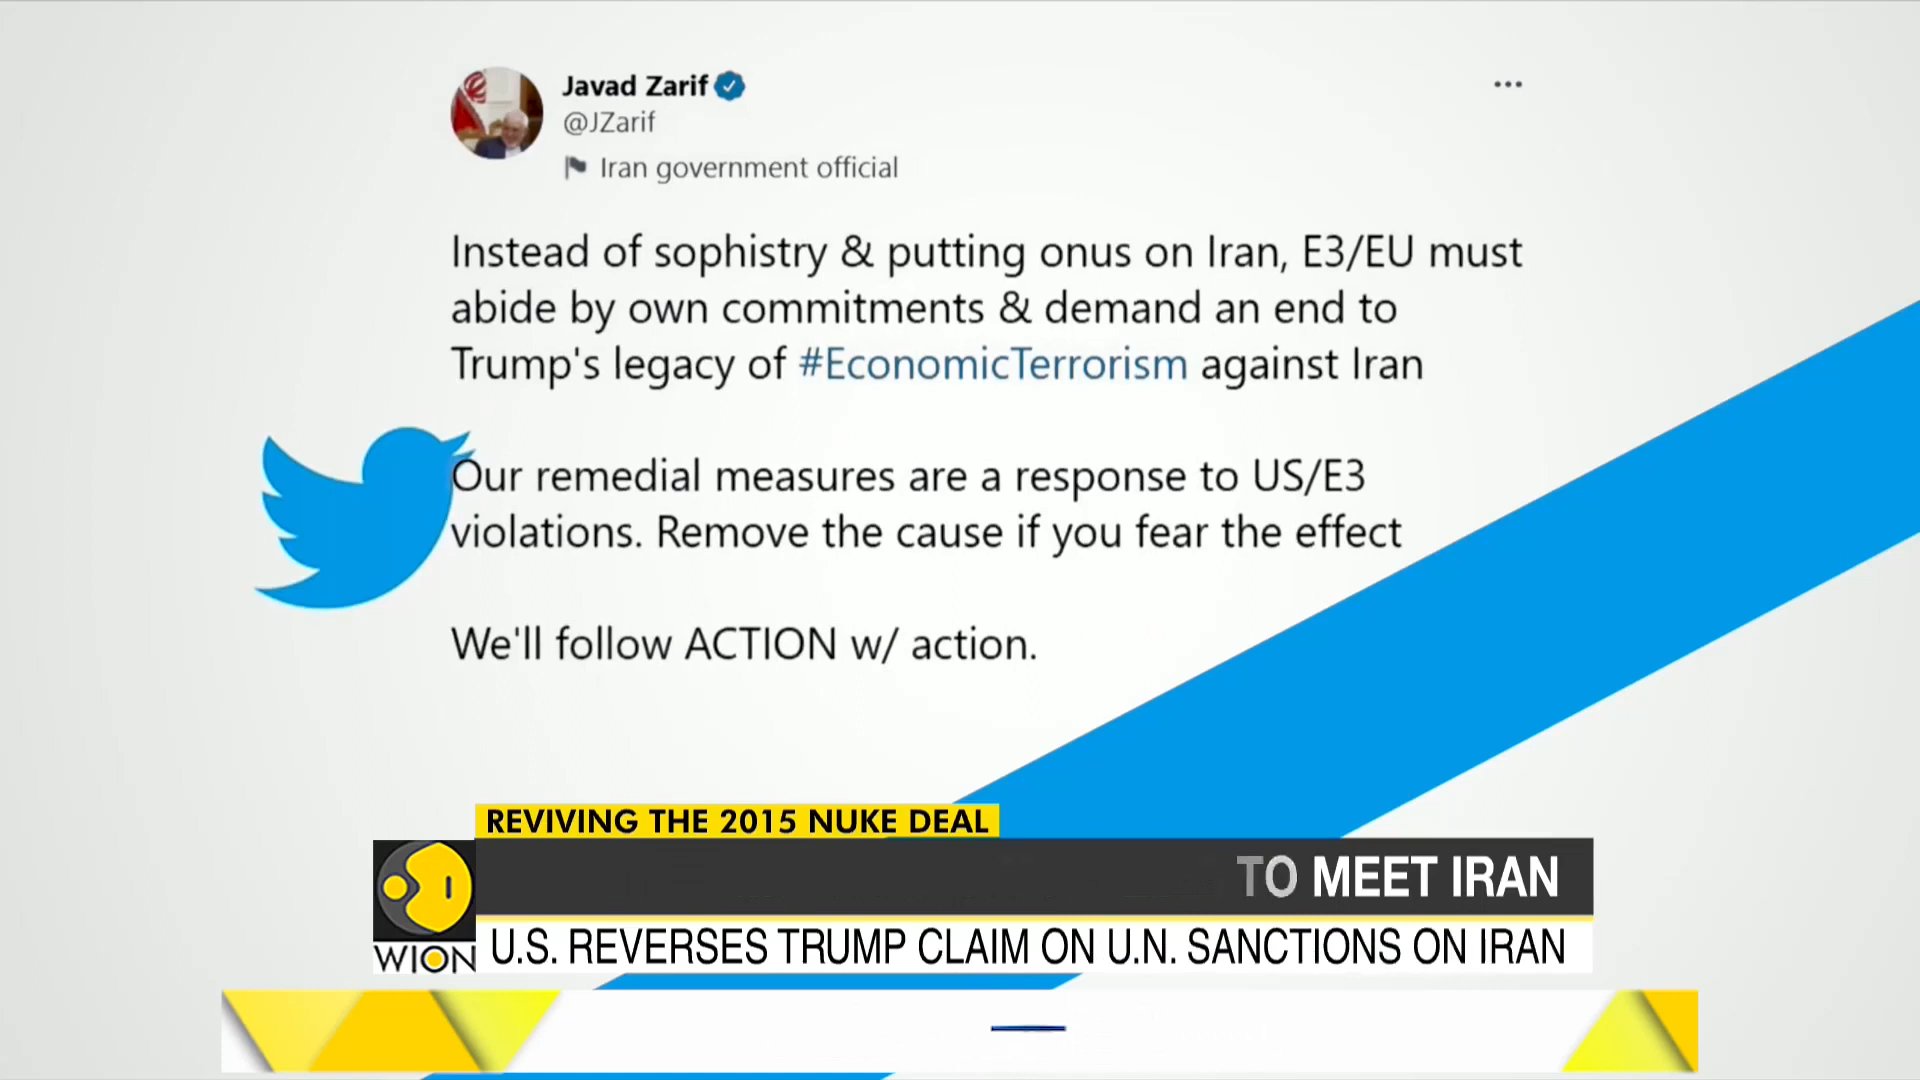 Javad Zarif
@JZarif
Iran government official
Instead of sophistry & putting onus on Iran, E3/EU must
abide by own commitments & demand an end to
Trump's legacy of #EconomicTerrorism against Iran
Our remedial measures are a response to US/E3
violations. Remove the cause if you fear the effect
We'll follow ACTION w/ action.
REVIVING THE 2015 NUKE DEAL
TO MEET IRAN
WION
U.S. REVERSES TRUMP CLAIM ON U.N. SANCTIONS ON IRAN